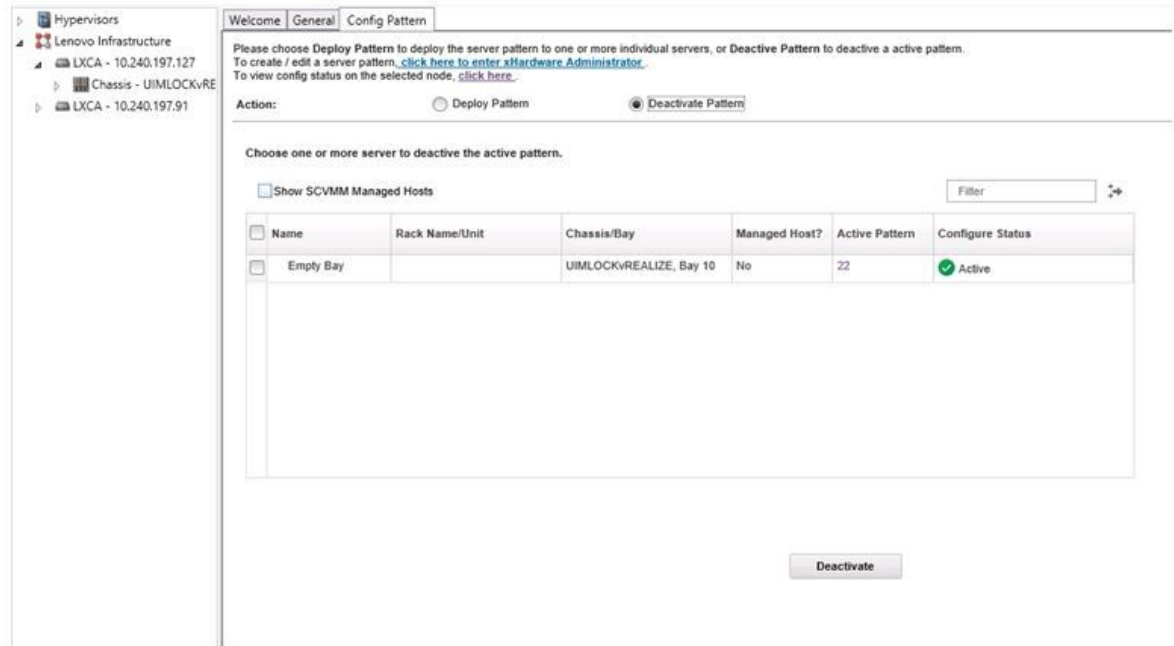 Hypervisors
Lenovo Infrastructure
LXCA - 10.240.197.127
Chassis - UIMLOCKvRE
LXCA - 10.240.197.91
Welcome General Config Pattern
Please choose Deploy Pattern to deploy the server pattern to one or more individual servers, or Deactive Pattern to deactive a active pattern.
To create / edit a server pattern, click here to enter xHardware Administrator .
To view config status on the selected node, click here .
Action: Deploy Pattern Deactivate Pattern
Choose one or more server to deactive the active pattern.
Show SCVMM Managed Hosts Filter
Name Rack Name/Unit Chassis/Bay Managed Host? Active Pattern Configure Status
Empty Bay UIMLOCKvREALIZE, Bay 10 No 22 Active
Deactivate